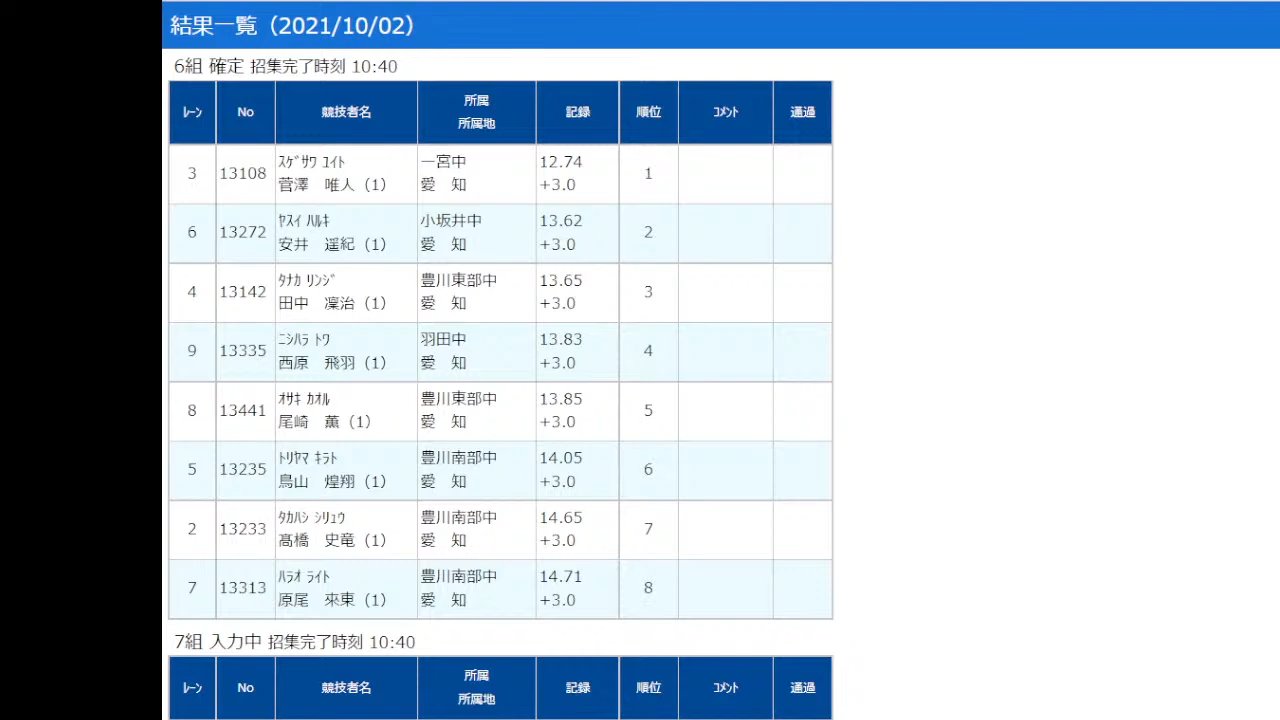 結果一覧（2021/10/02）
6組 確定 招集完了時刻 10:40
ﾚｰﾝ No 競技者名 所属 所属地 記録 順位 ｺﾒﾝﾄ 通過
3 13108 ｽｹﾞｻﾜ ﾕｲﾄ 一宮中 12.74 1
菅澤　唯人 (1) 愛　知 +3.0
6 13272 ﾔｽｲ ﾊﾙｷ 小坂井中 13.62 2
安井　遥紀 (1) 愛　知 +3.0
4 13142 ﾀﾅｶ ﾘﾝｼﾞ 豊川東部中 13.65 3
田中　凜治 (1) 愛　知 +3.0
9 13335 ﾆｼﾊﾗ ﾄﾜ 羽田中 13.83 4
西原　飛羽 (1) 愛　知 +3.0
8 13441 ｵｻｷ ｶｵﾙ 豊川東部中 13.85 5
尾崎　薫 (1) 愛　知 +3.0
5 13235 ﾄﾘﾔﾏ ｷﾗﾄ 豊川南部中 14.05 6
鳥山　煌翔 (1) 愛　知 +3.0
2 13233 ﾀｶﾊｼ ｼﾘｭｳ 豊川南部中 14.65 7
髙橋　史竜 (1) 愛　知 +3.0
7 13313 ﾊﾗｵ ﾗｲﾄ 豊川南部中 14.71 8
原尾　來東 (1) 愛　知 +3.0
7組 入力中 招集完了時刻 10:40
ﾚｰﾝ No 競技者名 所属 所属地 記録 順位 ｺﾒﾝﾄ 通過